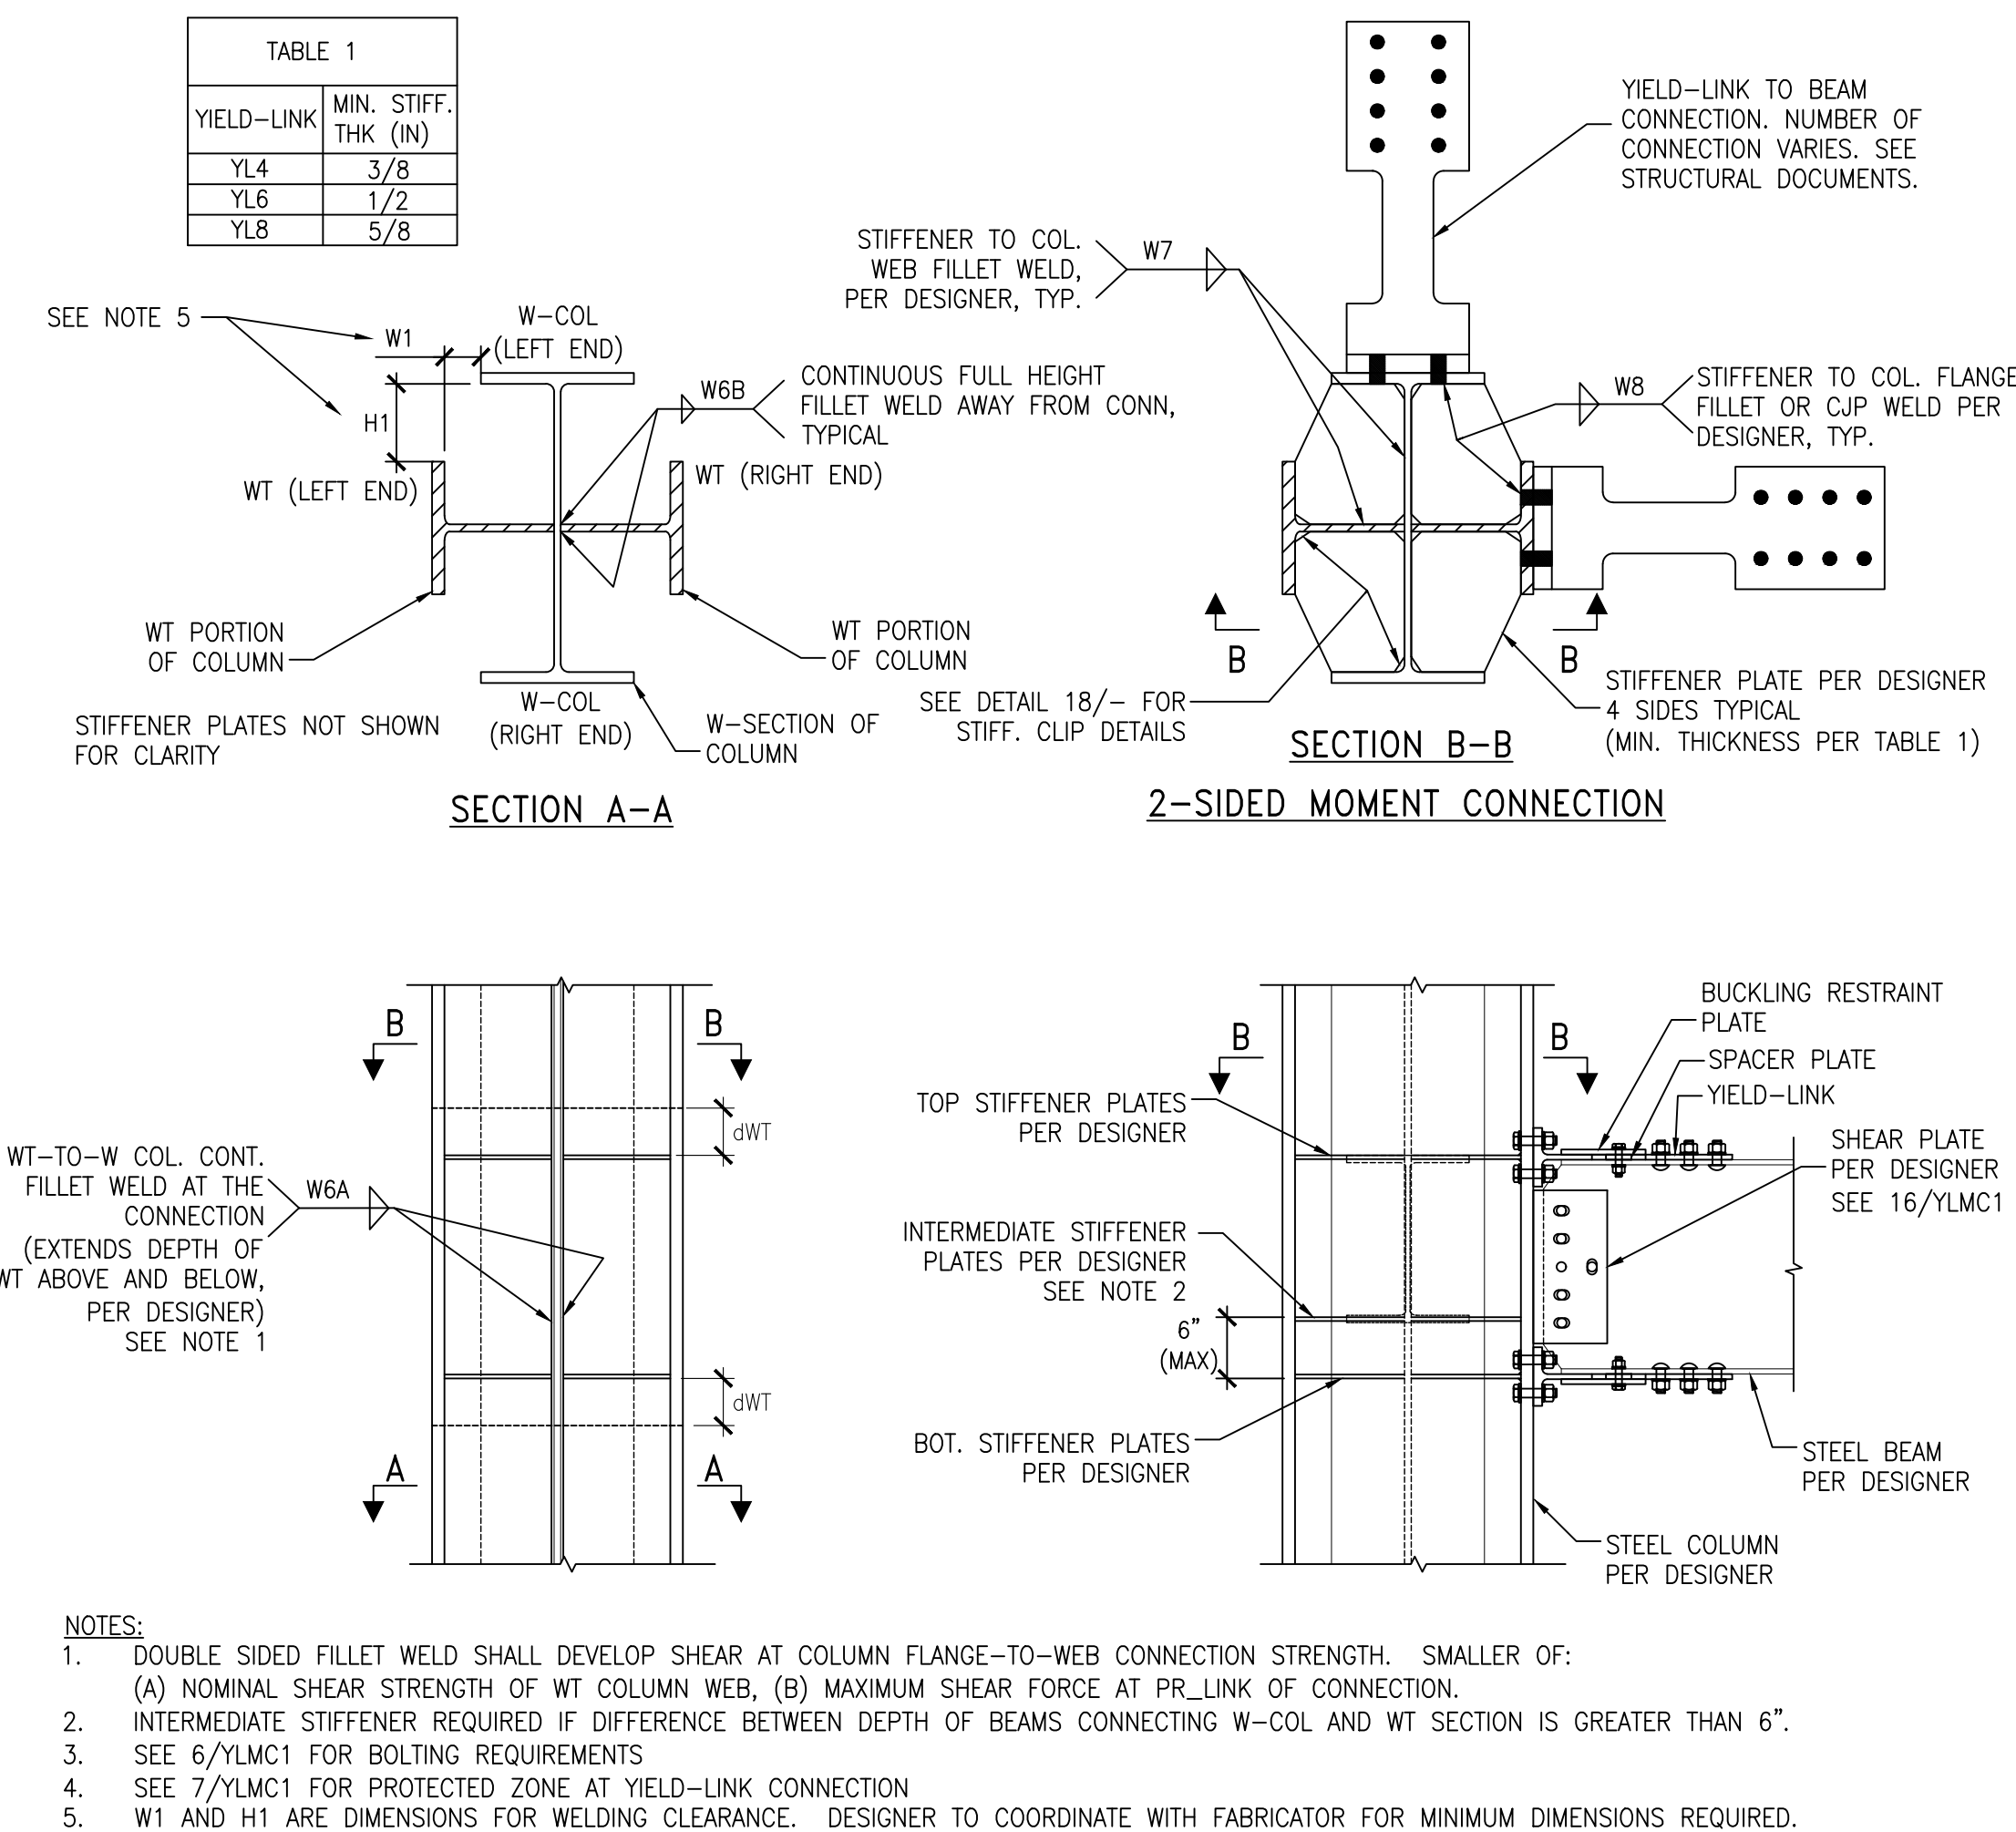 TABLE 1
YIELD-LINK
MIN. STIFF.
THK (IN)
YL4 3/8
YL6 1/2
YL8 5/8
SEE NOTE 5
W1
H1
W-COL
(LEFT END)
W6B
CONTINUOUS FULL HEIGHT
FILLET WELD AWAY FROM CONN,
TYPICAL
WT (LEFT END)
WT (RIGHT END)
WT PORTION
OF COLUMN
WT PORTION
OF COLUMN
STIFFENER PLATES NOT SHOWN
FOR CLARITY
W-COL
(RIGHT END)
W-SECTION OF
COLUMN
SECTION A-A
YIELD-LINK TO BEAM
CONNECTION. NUMBER OF
CONNECTION VARIES. SEE
STRUCTURAL DOCUMENTS.
STIFFENER TO COL.
WEB FILLET WELD,
PER DESIGNER, TYP.
W7
W8
STIFFENER TO COL. FLANGE
FILLET OR CJP WELD PER
DESIGNER, TYP.
B
B
SEE DETAIL 18/- FOR
STIFF. CLIP DETAILS
STIFFENER PLATE PER DESIGNER
4 SIDES TYPICAL
(MIN. THICKNESS PER TABLE 1)
SECTION B-B
2-SIDED MOMENT CONNECTION
B
B
dWT
WT-TO-W COL. CONT.
FILLET WELD AT THE
CONNECTION
(EXTENDS DEPTH OF
WT ABOVE AND BELOW,
PER DESIGNER)
SEE NOTE 1
W6A
dWT
A
A
B
B
BUCKLING RESTRAINT
PLATE
SPACER PLATE
YIELD-LINK
SHEAR PLATE
PER DESIGNER
SEE 16/YLMC1
TOP STIFFENER PLATES
PER DESIGNER
INTERMEDIATE STIFFENER
PLATES PER DESIGNER
SEE NOTE 2
6"
(MAX)
BOT. STIFFENER PLATES
PER DESIGNER
STEEL BEAM
PER DESIGNER
STEEL COLUMN
PER DESIGNER
NOTES:
1. DOUBLE SIDED FILLET WELD SHALL DEVELOP SHEAR AT COLUMN FLANGE-TO-WEB CONNECTION STRENGTH. SMALLER OF:
(A) NOMINAL SHEAR STRENGTH OF WT COLUMN WEB, (B) MAXIMUM SHEAR FORCE AT PR_LINK OF CONNECTION.
2. INTERMEDIATE STIFFENER REQUIRED IF DIFFERENCE BETWEEN DEPTH OF BEAMS CONNECTING W-COL AND WT SECTION IS GREATER THAN 6".
3. SEE 6/YLMC1 FOR BOLTING REQUIREMENTS
4. SEE 7/YLMC1 FOR PROTECTED ZONE AT YIELD-LINK CONNECTION
5. W1 AND H1 ARE DIMENSIONS FOR WELDING CLEARANCE. DESIGNER TO COORDINATE WITH FABRICATOR FOR MINIMUM DIMENSIONS REQUIRED.